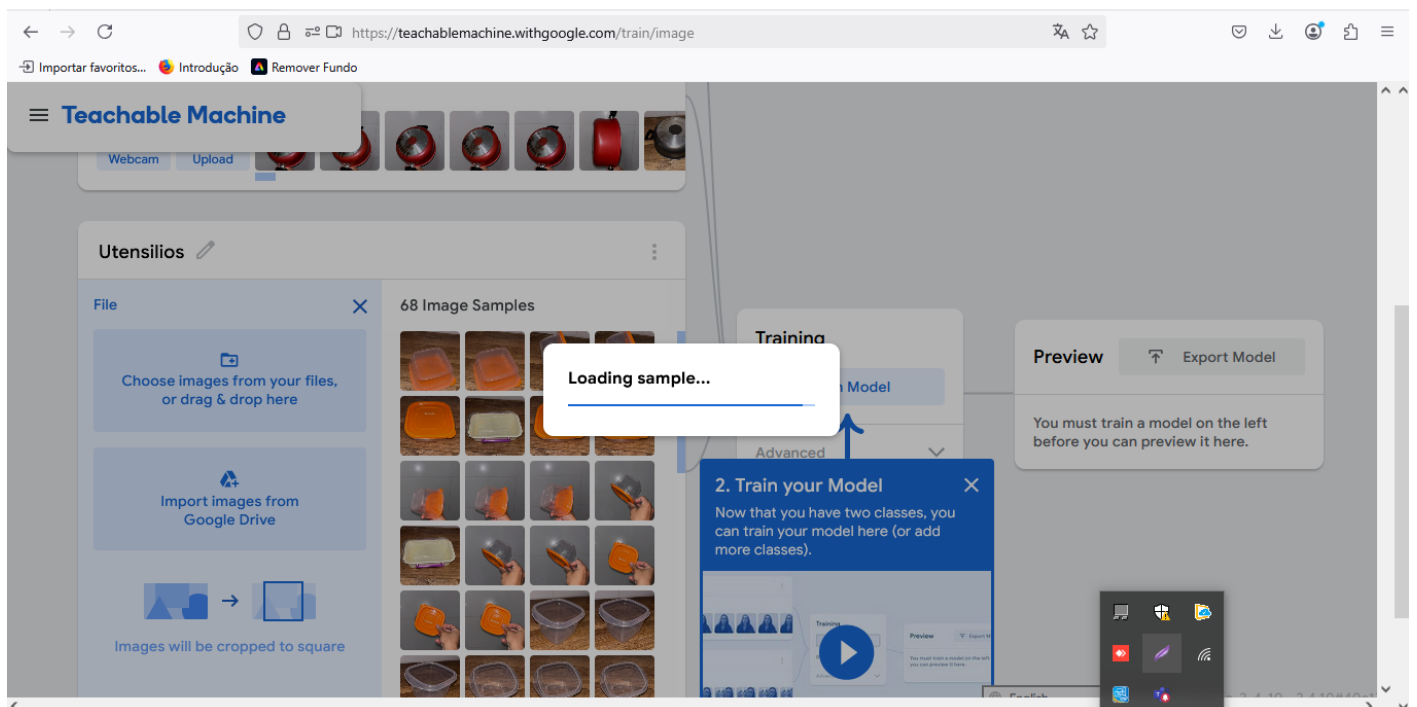 https://teachablemachine.withgoogle.com/train/image
Importar favoritos...
Introdução
Remover Fundo
Teachable Machine
Webcam
Upload
Utensilios
File
68 Image Samples
Choose images from your files,
or drag & drop here
Import images from
Google Drive
Images will be cropped to square
Loading sample...
Training
Model
Advanced
2. Train your Model
Now that you have two classes, you
can train your model here (or add
more classes).
Training
Preview
Preview
Export Model
You must train a model on the left
before you can preview it here.
English